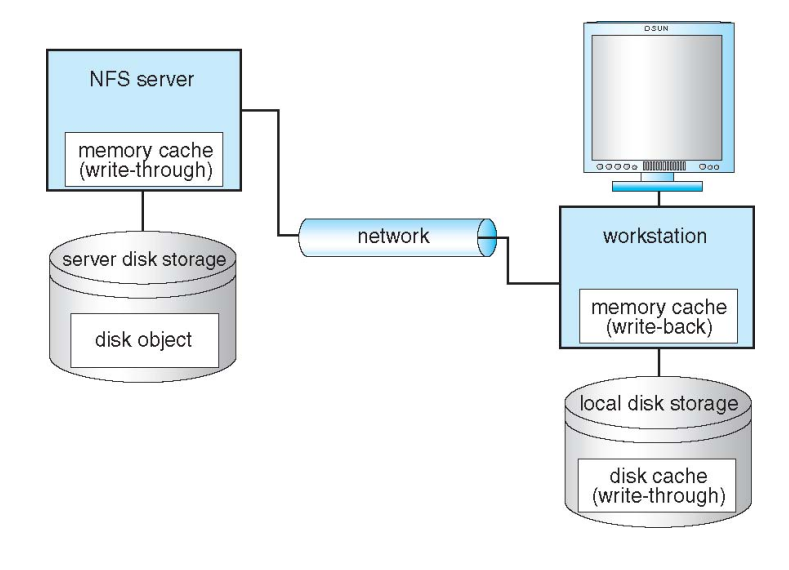 DSUN
NFS server
memory cache
(write-through)
server disk storage
disk object
network
workstation
memory cache
(write-back)
local disk storage
disk cache
(write-through)